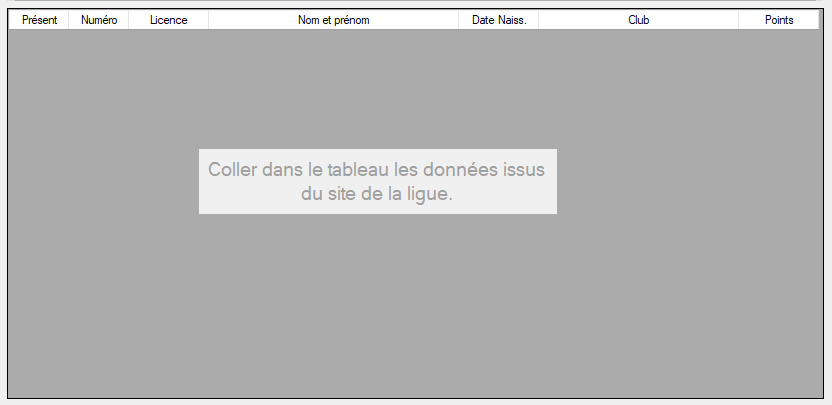 Présent Numéro Licence Nom et prénom Date Naiss. Club Points
Coller dans le tableau les données issus
du site de la ligue.